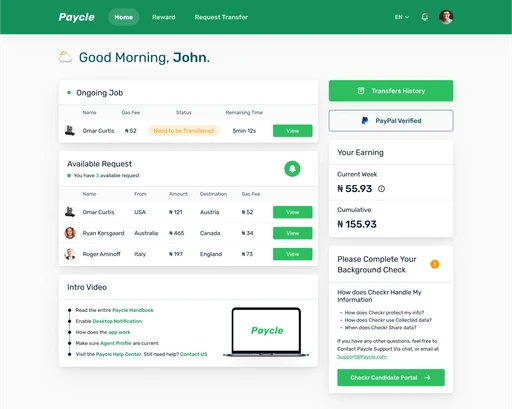 Paycle
Home
Reward
Request Transfer
EN
Good Morning, John.
Ongoing Job
Name Gas Fee Status Remaining Time
Omar Curtis ₦ 52 Need to be Transferred 5min 12s View
Available Request
You have 3 available request
Name From Amount Destination Gas Fee
Omar Curtis USA ₦ 121 Austria ₦ 52 View
Ryan Korsgaard Australia ₦ 465 Canada ₦ 34 View
Roger Aminoff Italy ₦ 197 England ₦ 73 View
Intro Video
Read the entire Paycle Handbook
Enable Desktop Notification
How does the app work
Make sure Agent Profile are current
Visit the Paycle Help Center. Still need help? Contact US
Paycle
Transfers History
PayPal Verified
Your Earning
Current Week
₦ 55.93
Cumulative
₦ 155.93
Please Complete Your
Background Check
How does Checkr Handle My
Information
How does Checkr protect my info?
How does Checkr use Collected data?
When does Checkr Share data?
If you have any other questions, feel free to
Contact Paycle Support Via chat, or email at
Support@Paycle.com
Checkr Candidate Portal